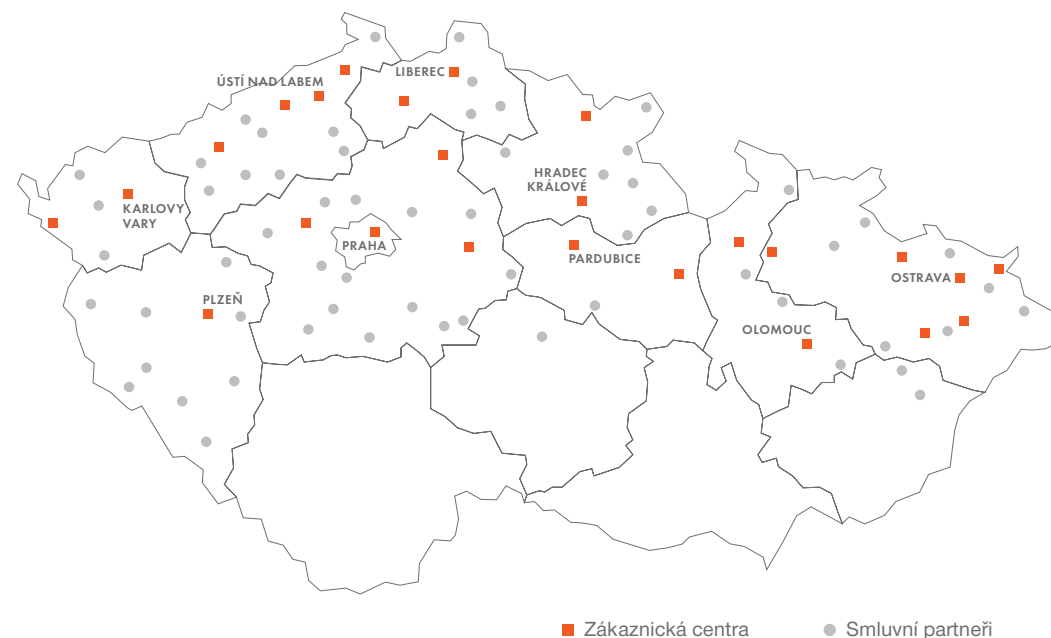 LIBEREC
ÚSTÍ NAD LABEM
HRADEC
KRÁLOVÉ
KARLOVY
VARY
PRAHA
PARDUBICE
OSTRAVA
PLZEŇ
OLOMOUC
Zákaznická centra
Smluvní partneři